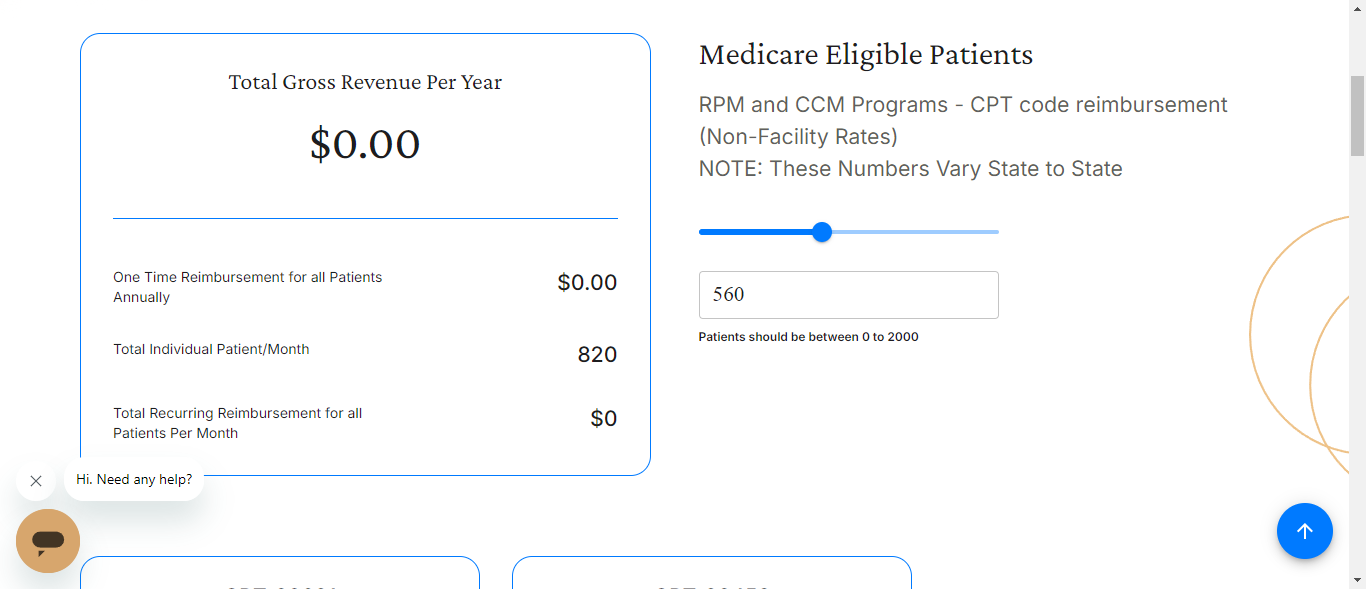 Total Gross Revenue Per Year
$0.00
One Time Reimbursement for all Patients
Annually
$0.00
Total Individual Patient/Month
820
Total Recurring Reimbursement for all
Patients Per Month
$0
Medicare Eligible Patients
RPM and CCM Programs - CPT code reimbursement
(Non-Facility Rates)
NOTE: These Numbers Vary State to State
560
Patients should be between 0 to 2000
Hi. Need any help?